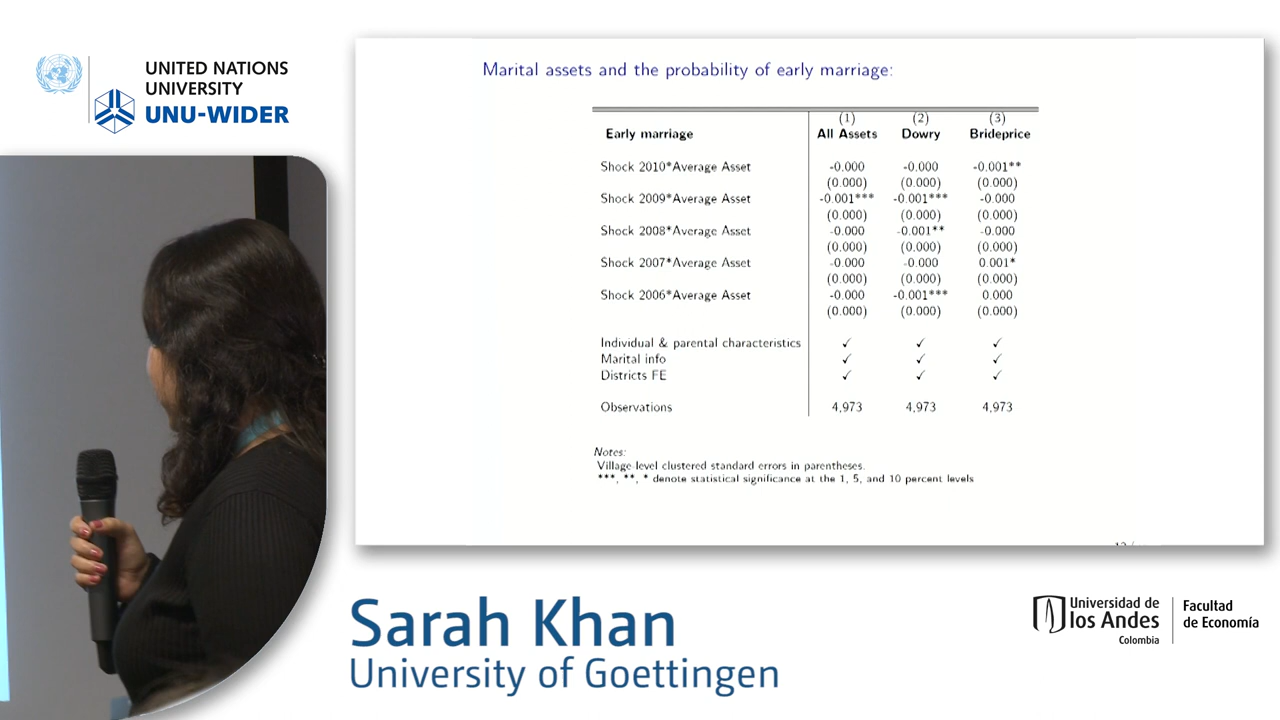 UNITED NATIONS
UNIVERSITY
UNU-WIDER
Marital assets and the probability of early marriage:
(1) (2) (3)
Early marriage All Assets Dowry Brideprice
Shock 2010*Average Asset -0.000 -0.000 -0.001**
(0.000) (0.000) (0.000)
Shock 2009*Average Asset -0.001*** -0.001*** -0.000
(0.000) (0.000) (0.000)
Shock 2008*Average Asset -0.000 -0.001** -0.000
(0.000) (0.000) (0.000)
Shock 2007*Average Asset -0.000 -0.000 0.001*
(0.000) (0.000) (0.000)
Shock 2006*Average Asset -0.000 -0.001*** 0.000
(0.000) (0.000) (0.000)
Individual & parental characteristics ✓ ✓ ✓
Marital info ✓ ✓ ✓
Districts FE ✓ ✓ ✓
Observations 4,973 4,973 4,973
Notes:
Village level clustered standard errors in parentheses.
***, **, * denote statistical significance at the 1, 5, and 10 percent levels
Sarah Khan
University of Goettingen
Universidad de
los Andes
Colombia
Facultad
de Economía